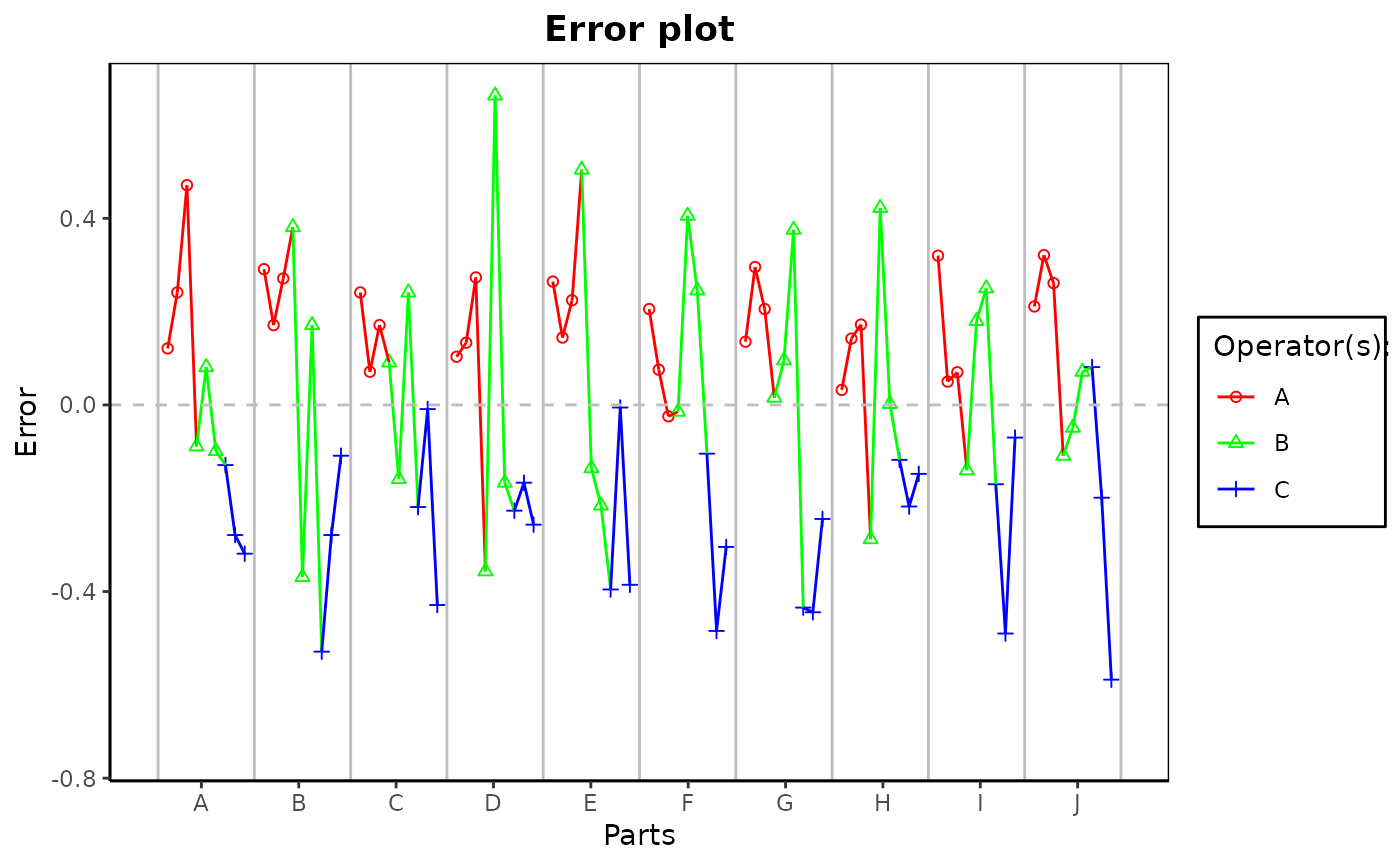 Error plot
0.4
0.0
-0.4
-0.8
Error
A B C D E F G H I J
Parts
Operator(s):
A
B
C